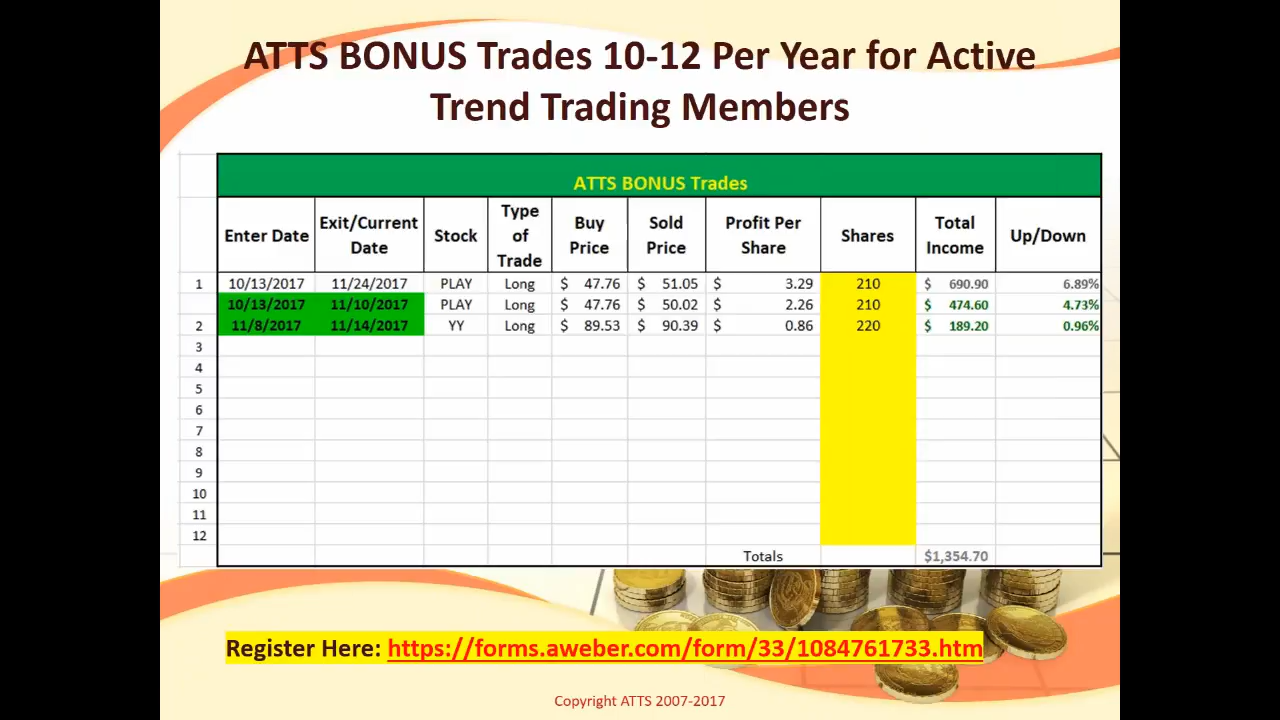 ATTS BONUS Trades 10-12 Per Year for Active
Trend Trading Members
ATTS BONUS Trades
Enter Date Exit/Current Date Stock Type of Trade Buy Price Sold Price Profit Per Share Shares Total Income Up/Down
1 10/13/2017 11/24/2017 PLAY Long $ 47.76 $ 51.05 $ 3.29 210 $ 690.90 6.89%
10/13/2017 11/10/2017 PLAY Long $ 47.76 $ 50.02 $ 2.26 210 $ 474.60 4.73%
2 11/8/2017 11/14/2017 YY Long $ 89.53 $ 90.39 $ 0.86 220 $ 189.20 0.96%
3
4
5
6
7
8
9
10
11
12
Totals $1,354.70
Register Here: https://forms.aweber.com/form/33/1084761733.htm
Copyright ATTS 2007-2017